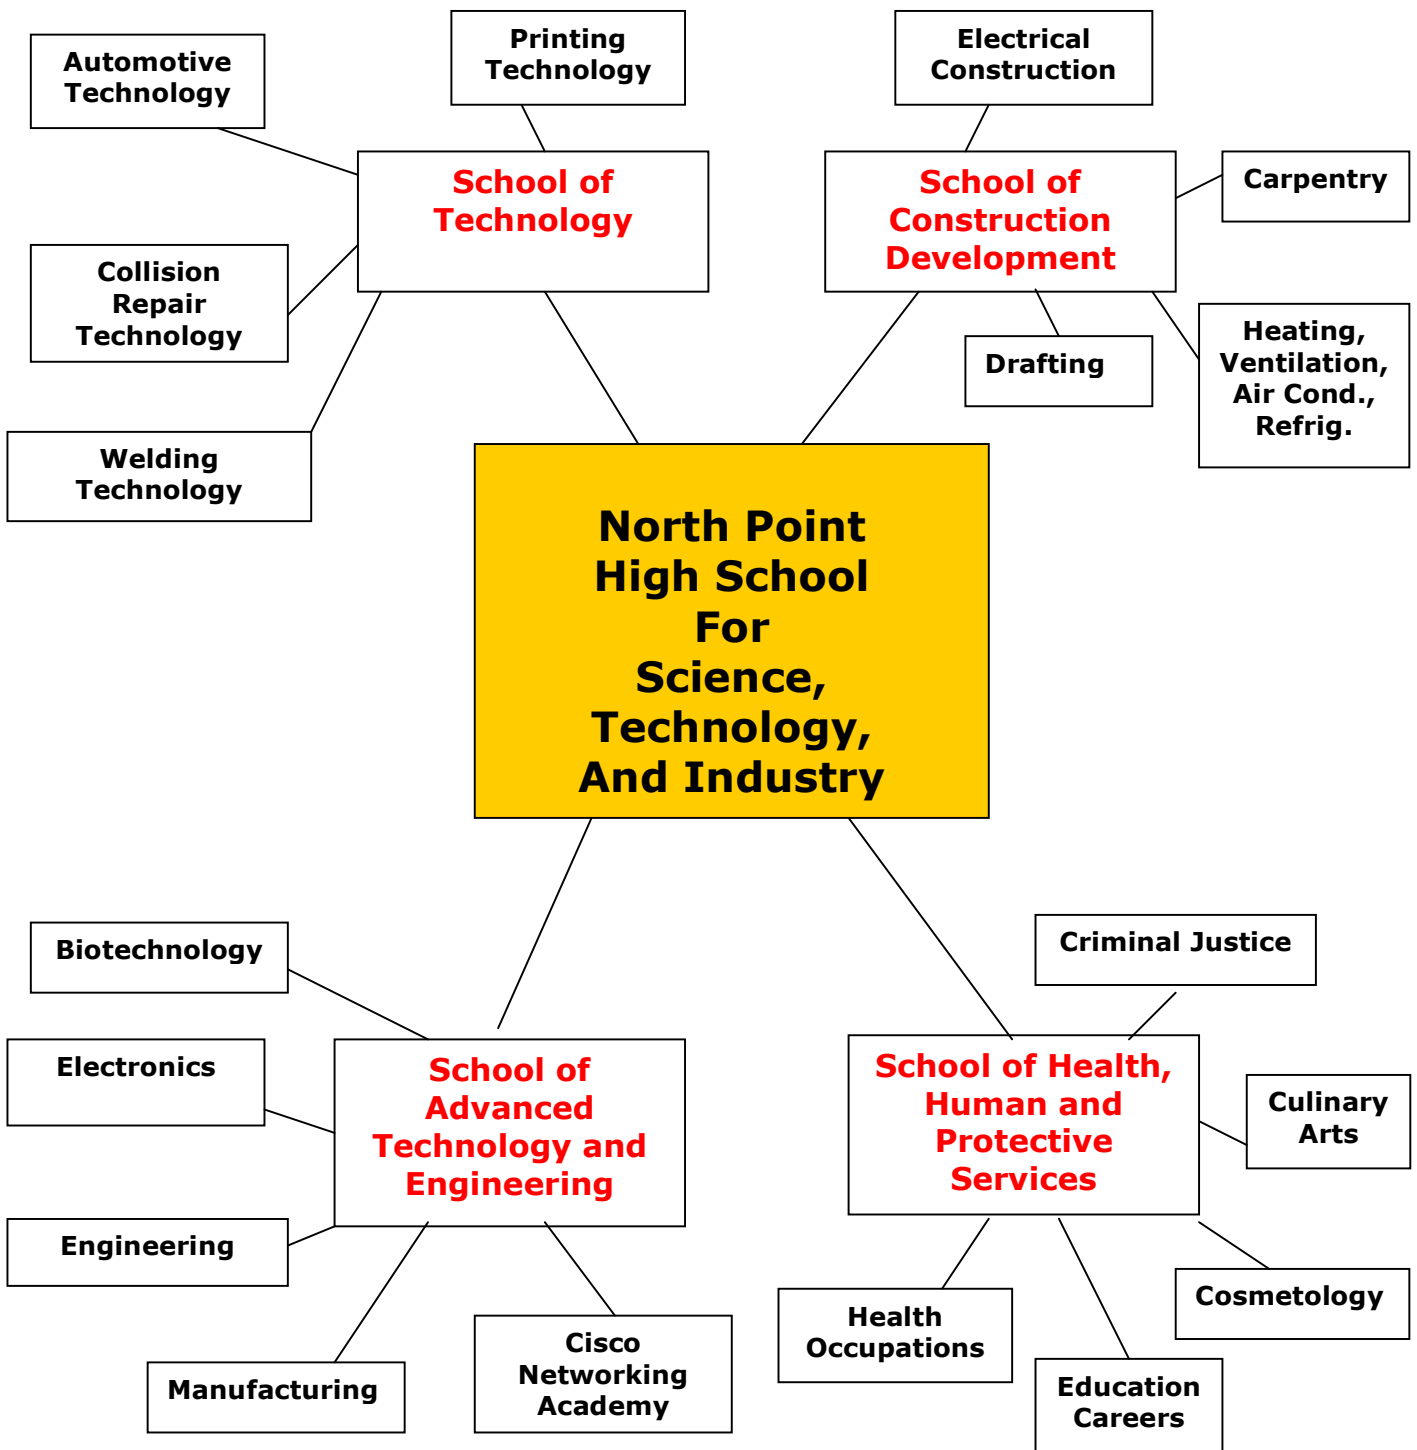 Automotive
Technology
Printing
Technology
Electrical
Construction
School of
Technology
School of
Construction
Development
Carpentry
Collision
Repair
Technology
Drafting
Heating,
Ventilation,
Air Cond.,
Refrig.
Welding
Technology
North Point
High School
For
Science,
Technology,
And Industry
Biotechnology
Criminal Justice
Electronics
School of
Advanced
Technology and
Engineering
School of Health,
Human and
Protective
Services
Culinary
Arts
Engineering
Cosmetology
Manufacturing
Cisco
Networking
Academy
Health
Occupations
Education
Careers